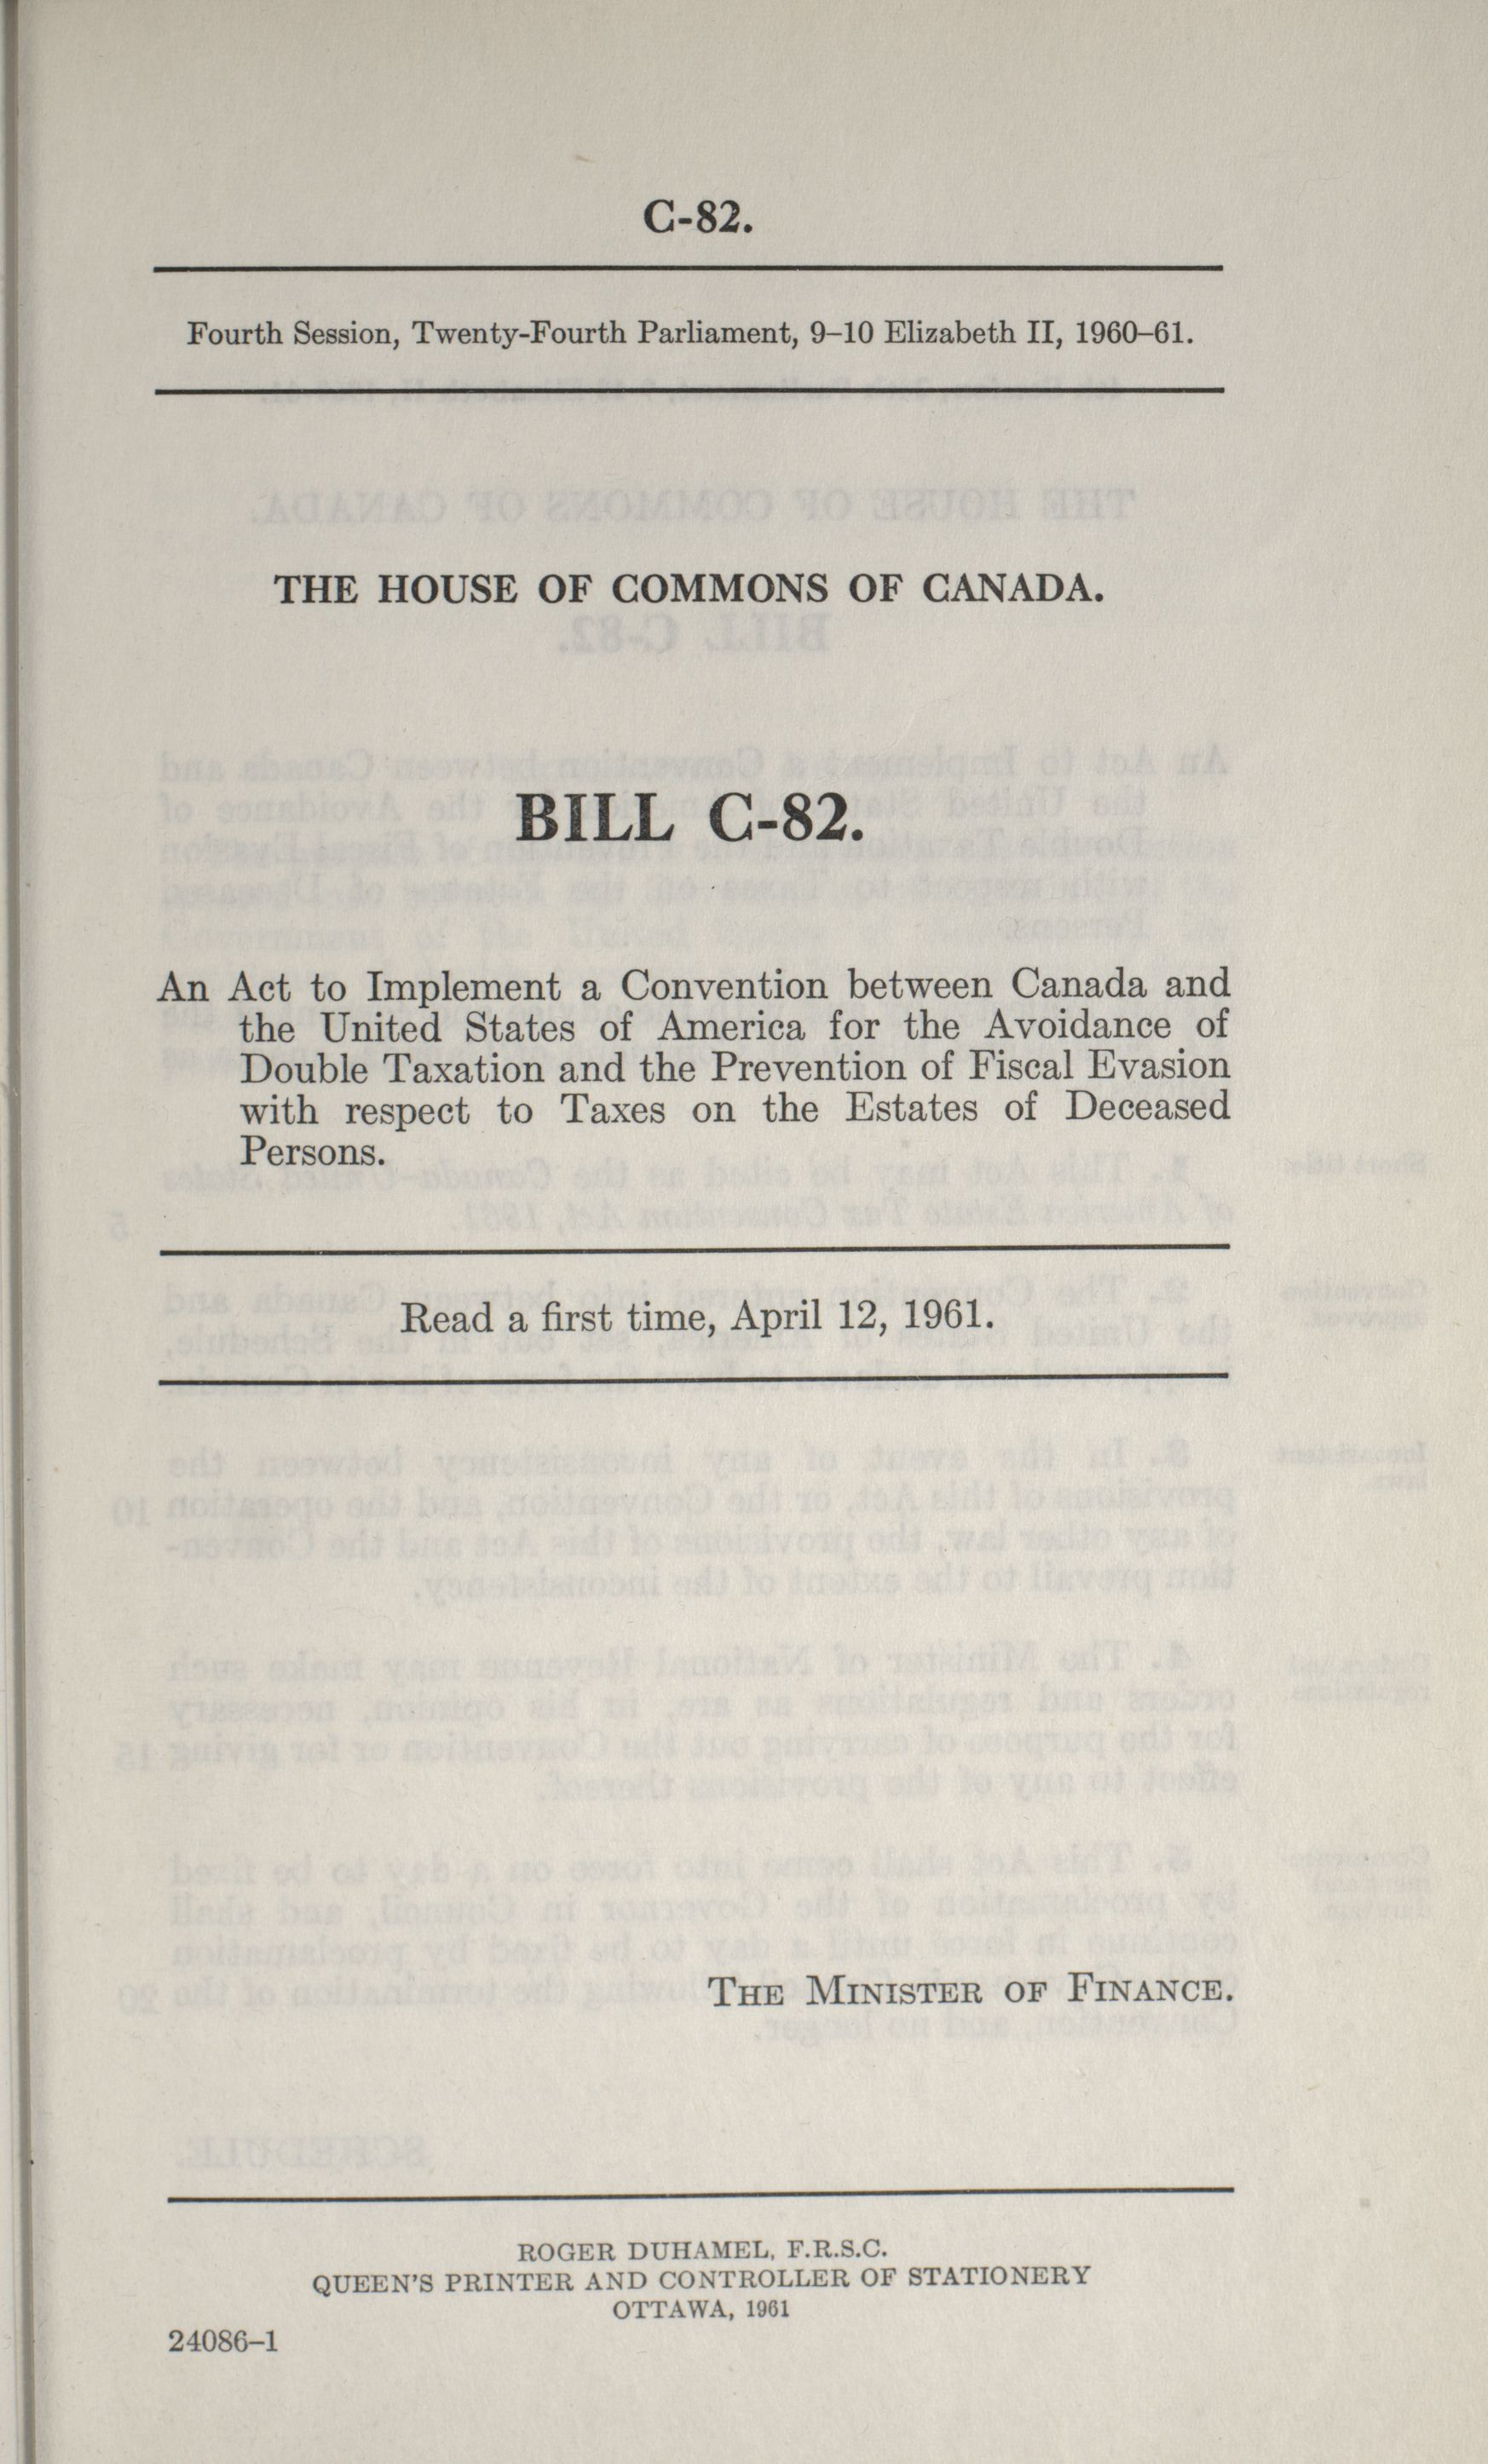 C-82.
Fourth Session, Twenty-Fourth Parliament, 9–10 Elizabeth II, 1960–61.
THE HOUSE OF COMMONS OF CANADA.
BILL C-82.
An Act to Implement a Convention between Canada and
the United States of America for the Avoidance of
Double Taxation and the Prevention of Fiscal Evasion
with respect to Taxes on the Estates of Deceased
Persons.
Read a first time, April 12, 1961.
THE MINISTER OF FINANCE.
ROGER DUHAMEL, F.R.S.C.
QUEEN'S PRINTER AND CONTROLLER OF STATIONERY
OTTAWA, 1961
24086–1